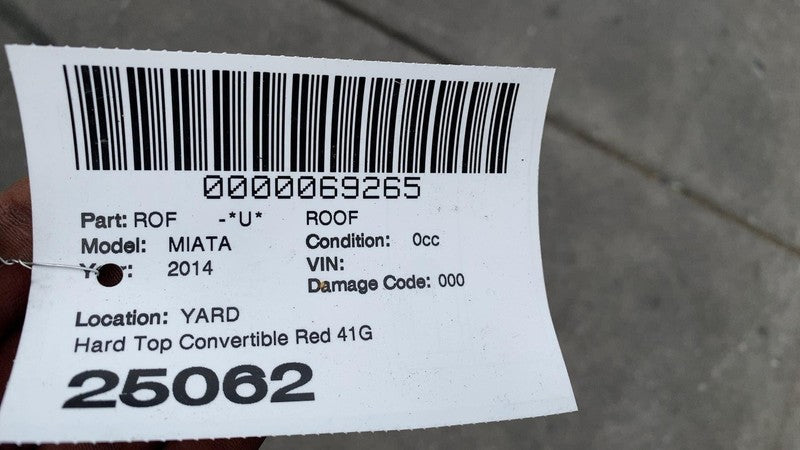 0000069265
Part: ROF -*U* ROOF
Model: MIATA Condition: 0cc
2014 VIN:
Damage Code: 000
Location: YARD
Hard Top Convertible Red 41G
25062